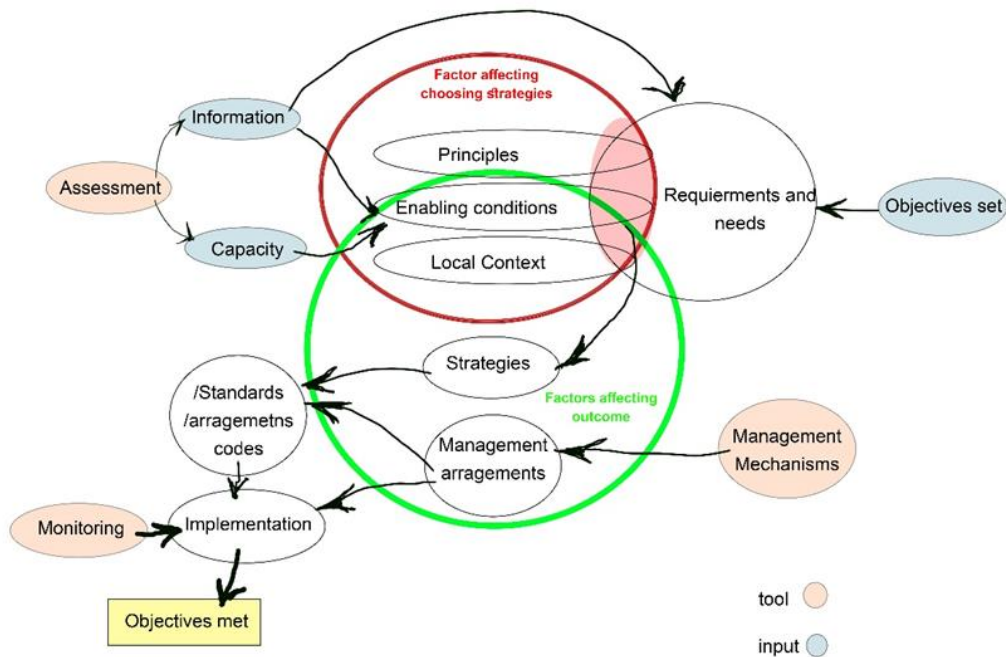 Factor affecting
choosing strategies
Information
Principles
Assessment
Enabling conditions
Requierments and
needs
Objectives set
Capacity
Local Context
Strategies
/Standards
/arragemetns
codes
Factors affecting
outcome
Management
arragements
Management
Mechanisms
Monitoring
Implementation
Objectives met
tool
input